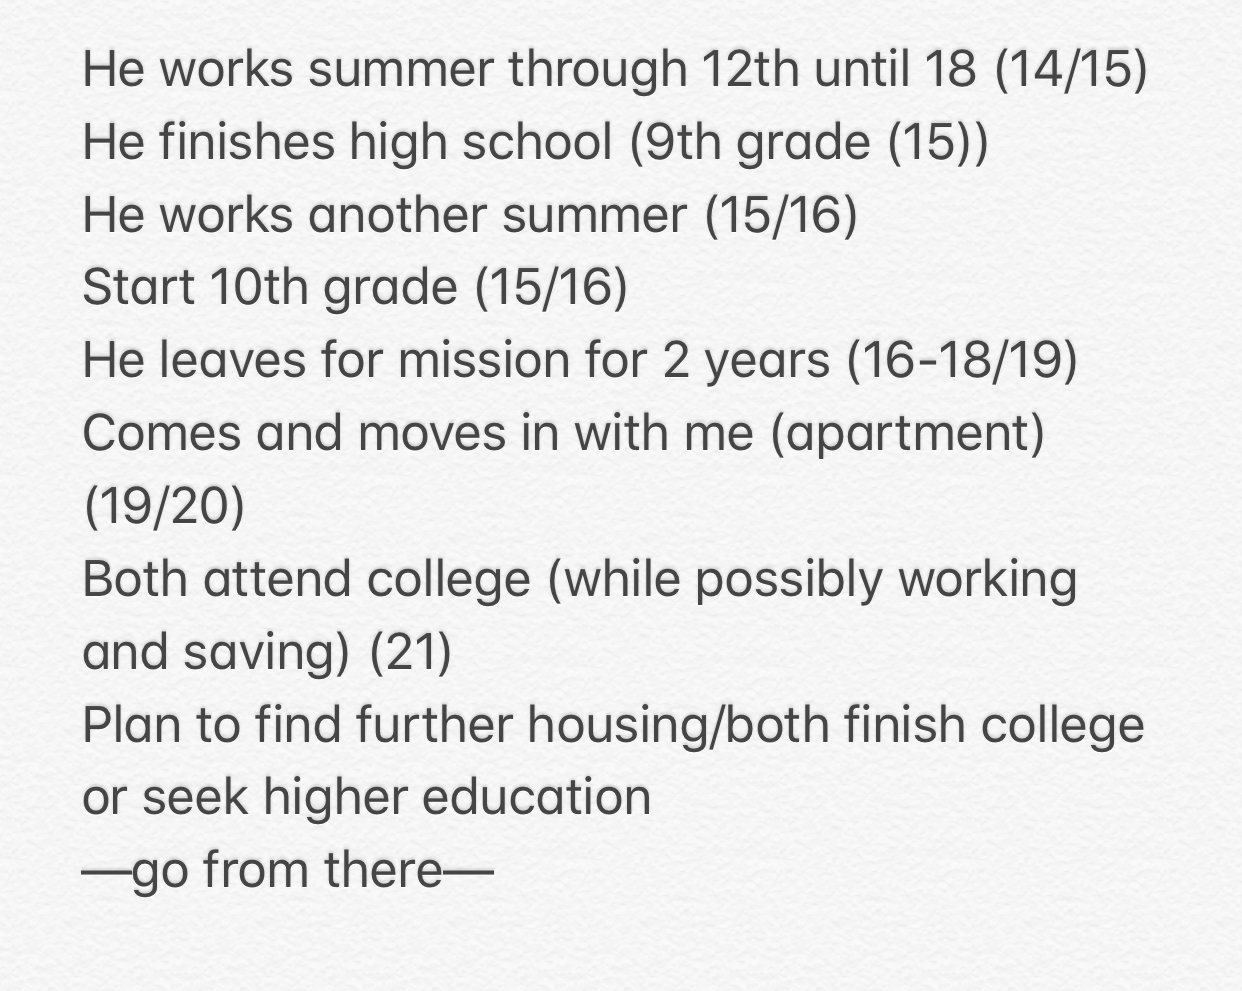 He works summer through 12th until 18 (14/15)
He finishes high school (9th grade (15))
He works another summer (15/16)
Start 10th grade (15/16)
He leaves for mission for 2 years (16-18/19)
Comes and moves in with me (apartment)
(19/20)
Both attend college (while possibly working
and saving) (21)
Plan to find further housing/both finish college
or seek higher education
—go from there—